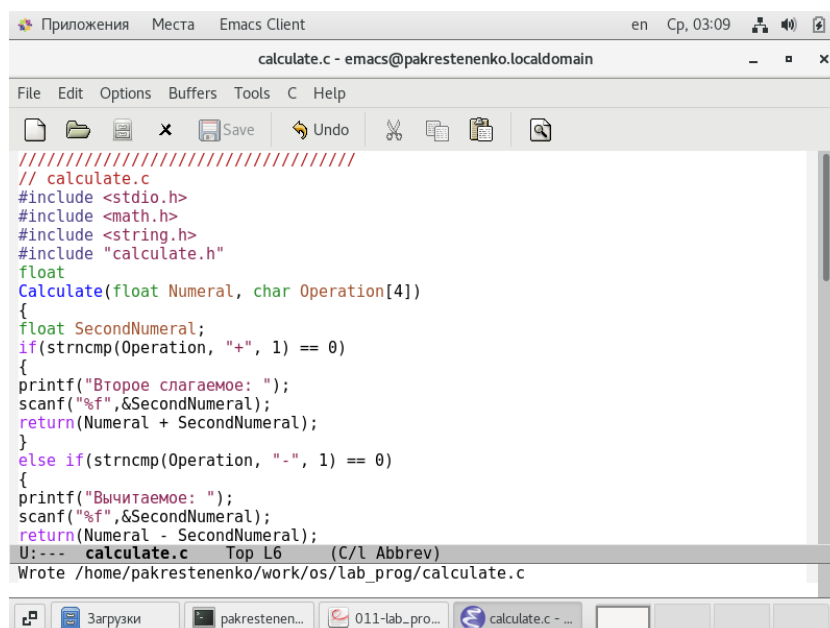 Приложения Места Emacs Client en Ср, 03:09
calculate.c - emacs@pakrestenenko.localdomain
File Edit Options Buffers Tools C Help
Save Undo
////////////////////////////////////
// calculate.c
#include <stdio.h>
#include <math.h>
#include <string.h>
#include "calculate.h"
float
Calculate(float Numeral, char Operation[4])
{
float SecondNumeral;
if(strncmp(Operation, "+", 1) == 0)
{
printf("Второе слагаемое: ");
scanf("%f",&SecondNumeral);
return(Numeral + SecondNumeral);
}
else if(strncmp(Operation, "-", 1) == 0)
{
printf("Вычитаемое: ");
scanf("%f",&SecondNumeral);
return(Numeral - SecondNumeral);
U:--- calculate.c Top L6 (C/l Abbrev)
Wrote /home/pakrestenenko/work/os/lab_prog/calculate.c
Загрузки pakrestenen... 011-lab_pro... calculate.c - ...